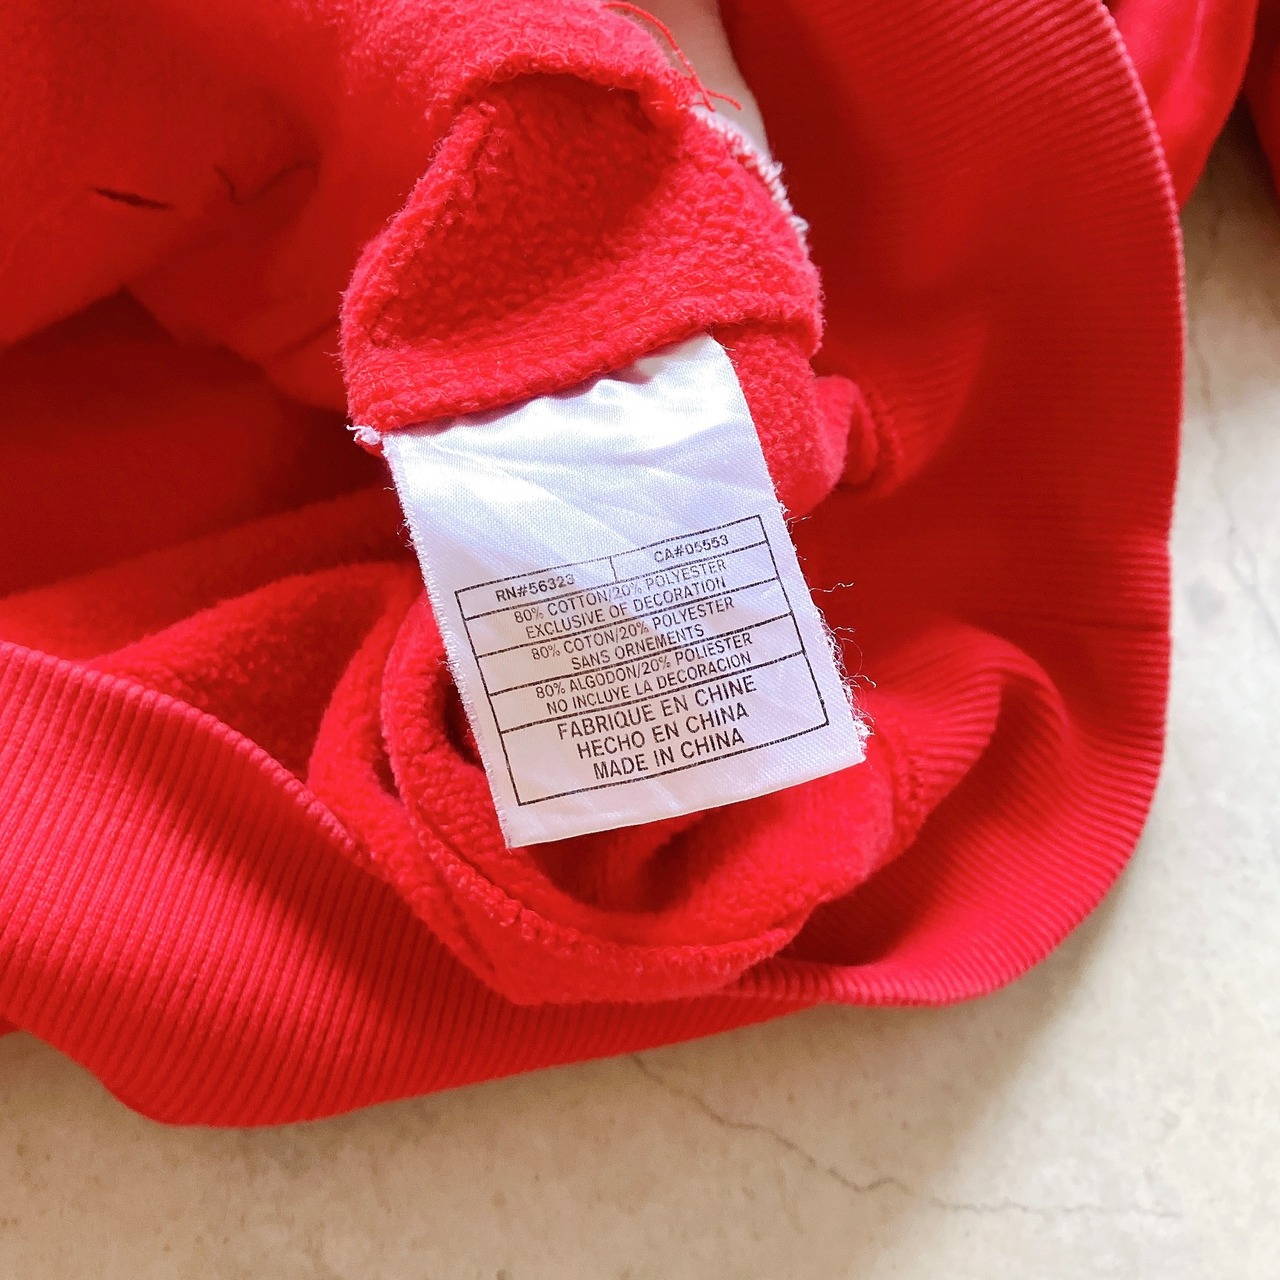 RN#56323 CA#05553
80% COTTON/20% POLYESTER
EXCLUSIVE OF DECORATION
80% COTON/20% POLYESTER
SANS ORNEMENTS
80% ALGODON/20% POLIESTER
NO INCLUYE LA DECORACION
FABRIQUE EN CHINE
HECHO EN CHINA
MADE IN CHINA